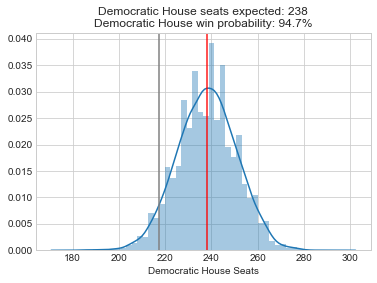 Democratic House seats expected: 238
Democratic House win probability: 94.7%
0.040
0.035
0.030
0.025
0.020
0.015
0.010
0.005
0.000
180 200 220 240 260 280 300
Democratic House Seats